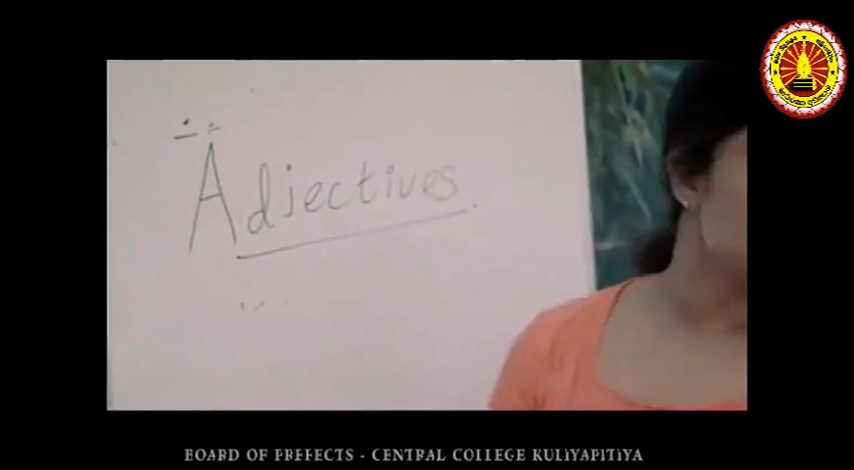 Adjectives
BOARD OF PREFECTS - CENTRAL COLLEGE KULIYAPITIYA